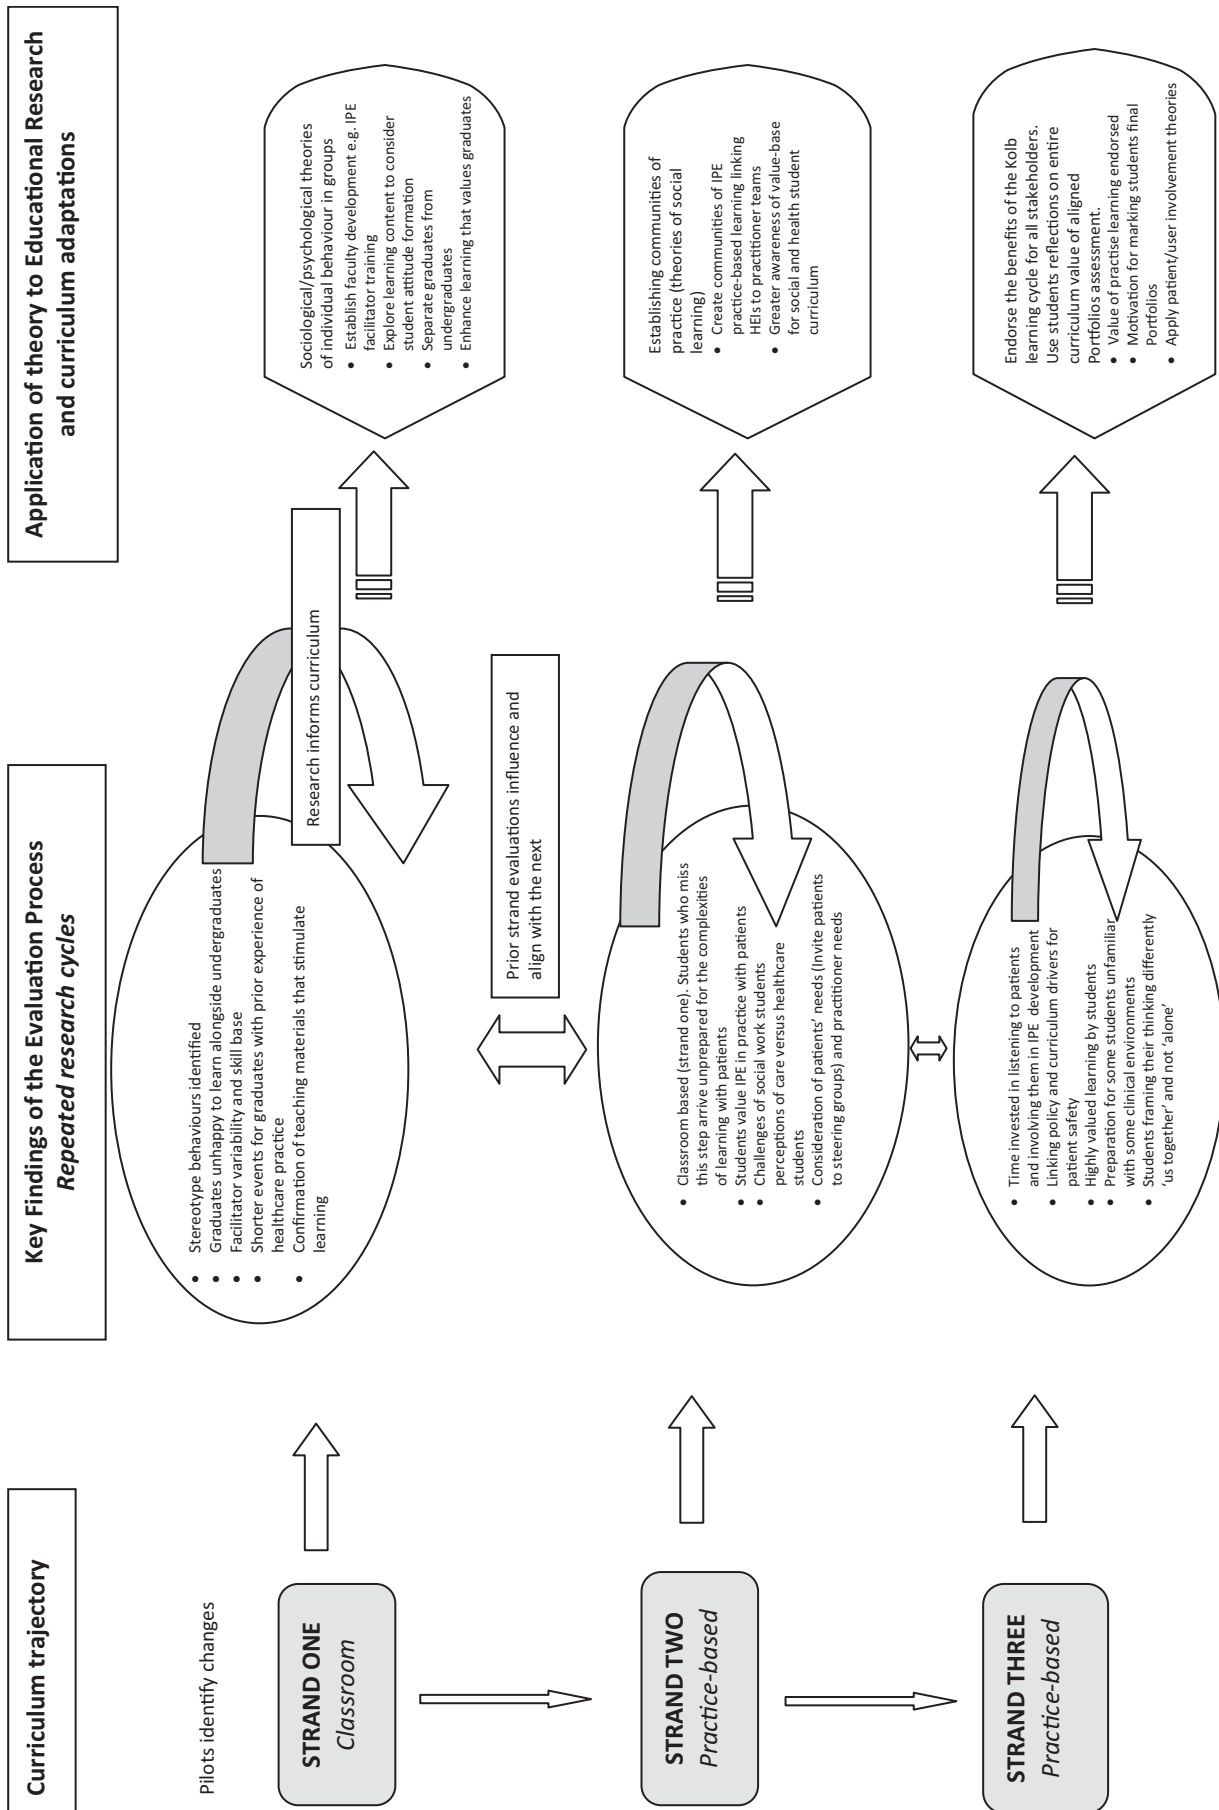 Curriculum trajectory
Key Findings of the Evaluation Process
Repeated research cycles
Application of theory to Educational Research
and curriculum adaptations
Pilots identify changes
STRAND ONE
Classroom
• Stereotype behaviours identified
• Graduates unhappy to learn alongside undergraduates
• Facilitator variability and skill base
• Shorter events for graduates with prior experience of
healthcare practice
• Confirmation of teaching materials that stimulate
learning
Research informs curriculum
Sociological/psychological theories
of individual behaviour in groups
• Establish faculty development e.g. IPE
facilitator training
• Explore learning content to consider
student attitude formation
• Separate graduates from
undergraduates
• Enhance learning that values graduates
Prior strand evaluations influence and
align with the next
STRAND TWO
Practice-based
• Classroom based (strand one). Students who miss
this step arrive unprepared for the complexities
of learning with patients
• Students value IPE in practice with patients
• Challenges of social work students
perceptions of care versus healthcare
students
• Consideration of patients’ needs (Invite patients
to steering groups) and practitioner needs
Establishing communities of
practice (theories of social
learning)
• Create communities of IPE
practice-based learning linking
HEIs to practitioner teams
• Greater awareness of value-base
for social and health student
curriculum
STRAND THREE
Practice-based
• Time invested in listening to patients
and involving them in IPE development
• Linking policy and curriculum drivers for
patient safety
• Highly valued learning by students
• Preparation for some students unfamiliar
with some clinical environments
• Students framing their thinking differently
‘us together’ and not ‘alone’
Endorse the benefits of the Kolb
learning cycle for all stakeholders.
Use students reflections on entire
curriculum value of aligned
Portfolios assessment.
• Value of practise learning endorsed
• Motivation for marking students final
Portfolios
• Apply patient/user involvement theories